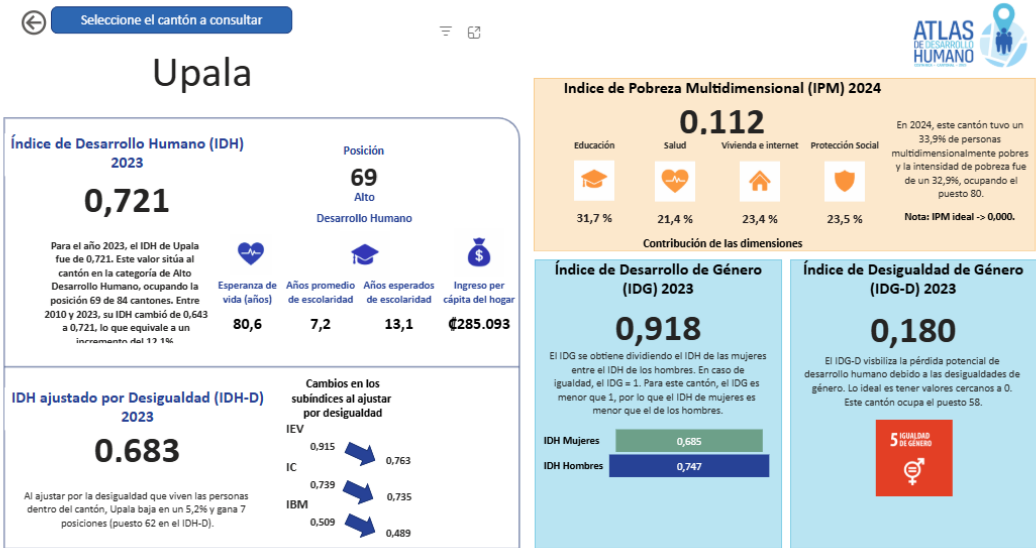 Seleccione el cantón a consultar
ATLAS
DE DESARROLLO
HUMANO
Upala
Índice de Desarrollo Humano (IDH)
2023
0,721
Posición
69
Alto
Desarrollo Humano
Para el año 2023, el IDH de Upala
fue de 0,721. Este valor sitúa al
cantón en la categoría de Alto
Desarrollo Humano, ocupando la
posición 69 de 84 cantones. Entre
2010 y 2023, su IDH cambió de 0,643
a 0,721, lo que equivale a un
incremento del 12,1%
Esperanza de
vida (años)
80,6
Años promedio
de escolaridad
7,2
Años esperados
de escolaridad
13,1
Ingreso per
cápita del hogar
₡285.093
IDH ajustado por Desigualdad (IDH-D)
2023
0.683
Al ajustar por la desigualdad que viven las personas
dentro del cantón, Upala baja en un 5,2% y gana 7
posiciones (puesto 62 en el IDH-D).
Cambios en los
subíndices al ajustar
por desigualdad
IEV
0,915
0,763
IC
0,739
0,735
IBM
0,509
0,489
Indice de Pobreza Multidimensional (IPM) 2024
0,112
Educación
31,7 %
Salud
21,4 %
Vivienda e internet
23,4 %
Protección Social
23,5 %
Contribución de las dimensiones
En 2024, este cantón tuvo un
33,9% de personas
multidimensionalmente pobres
y la intensidad de pobreza fue
de un 32,9%, ocupando el
puesto 80.
Nota: IPM ideal -> 0,000.
Índice de Desarrollo de Género
(IDG) 2023
0,918
El IDG se obtiene dividiendo el IDH de las mujeres
entre el IDH de los hombres. En caso de
igualdad, el IDG = 1. Para este cantón, el IDG es
menor que 1, por lo que el IDH de mujeres es
menor que el de los hombres.
IDH Mujeres
0,685
IDH Hombres
0,747
Índice de Desigualdad de Género
(IDG-D) 2023
0,180
El IDG-D visbiliza la pérdida potencial de
desarrollo humano debido a las desigualdades de
género. Lo ideal es tener valores cercanos a 0.
Este cantón ocupa el puesto 58.
5 IGUALDAD
DE GÉNERO